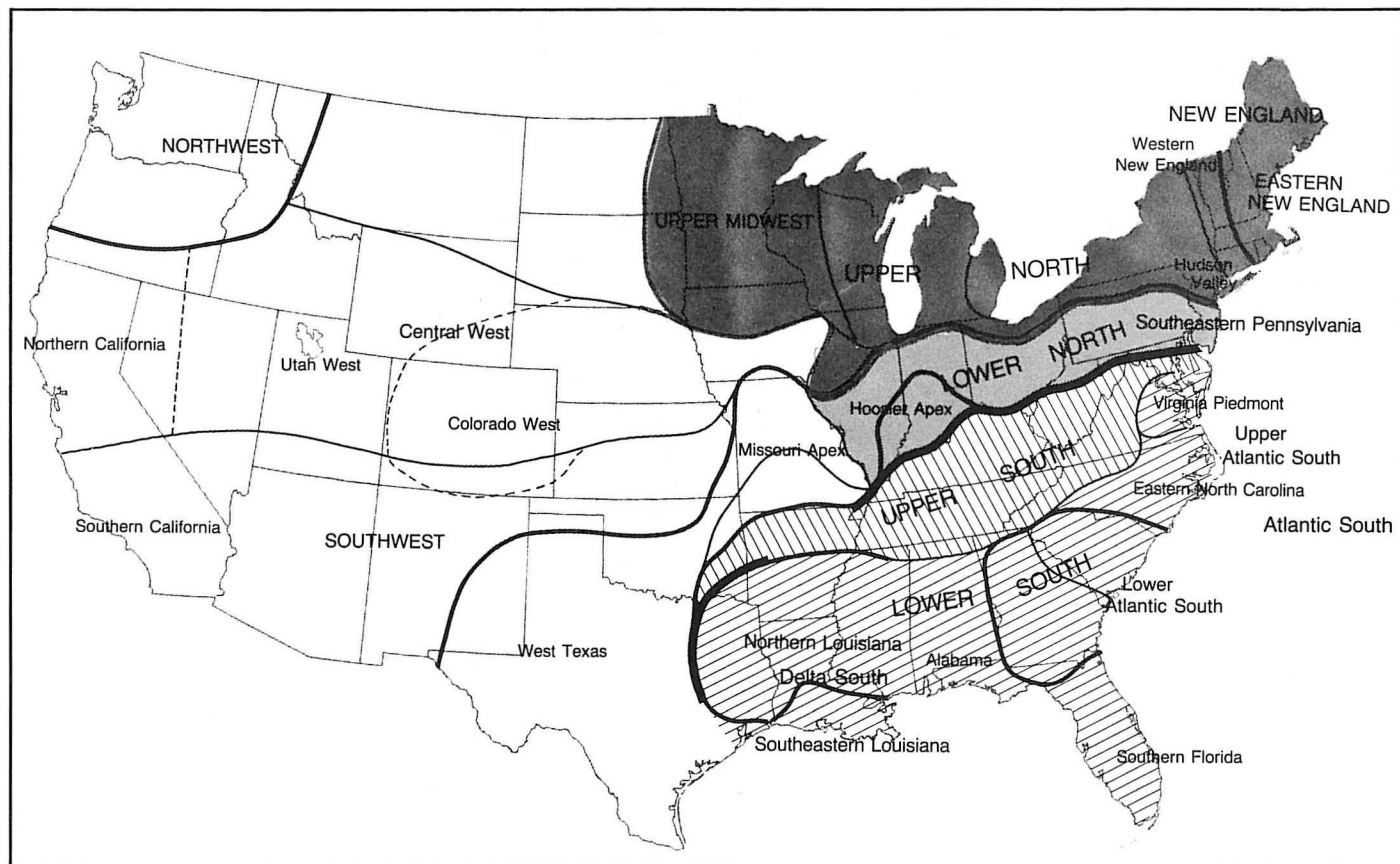 NEW ENGLAND
NORTHWEST
Western
New England
EASTERN
NEW ENGLAND
UPPER MIDWEST
UPPER
NORTH
Hudson
Valley
Southeastern Pennsylvania
Central West
Northern California
Utah West
LOWER
NORTH
Hoosier Apex
Colorado West
Virginia Piedmont
Missouri Apex
Upper
Atlantic South
UPPER
SOUTH
Eastern North Carolina
Southern California
SOUTHWEST
Atlantic South
LOWER
SOUTH
Lower
Atlantic South
Northern Louisiana
West Texas
Alabama
Delta South
Southeastern Louisiana
Southern Florida